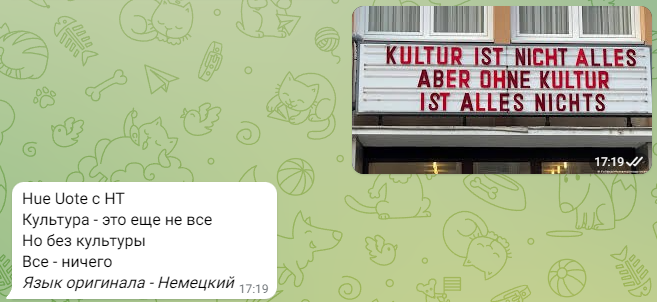 KULTUR IST NICHT ALLES
ABER OHNE KULTUR
IST ALLES NICHTS
17:19
Hue Uote с НТ
Культура - это еще не все
Но без культуры
Все - ничего
Язык оригинала - Немецкий 17:19